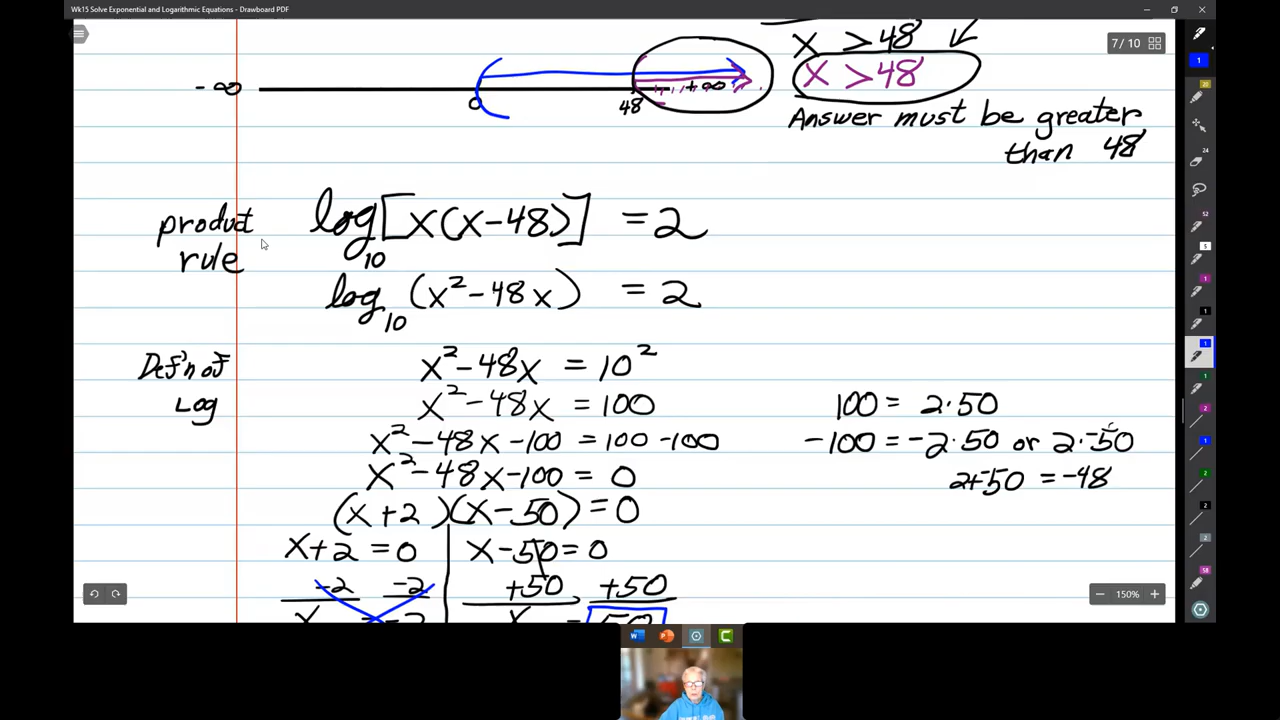 Wk15 Solve Exponential and Logarithmic Equations - Drawboard PDF
7 / 10
x > 48
x > 48
-∞
0
48
+∞
Answer must be greater
than 48
product
rule
log₁₀[x(x-48)] = 2
log₁₀(x²-48x) = 2
Def'n of
Log
x²-48x = 10²
x²-48x = 100
x²-48x-100 = 100-100
x²-48x-100 = 0
(x+2)(x-50) = 0
x+2 = 0
x-50 = 0
-2 -2
+50 +50
x = -2
x = 50
100 = 2·50
-100 = -2·50 or 2·-50
2+-50 = -48
150%